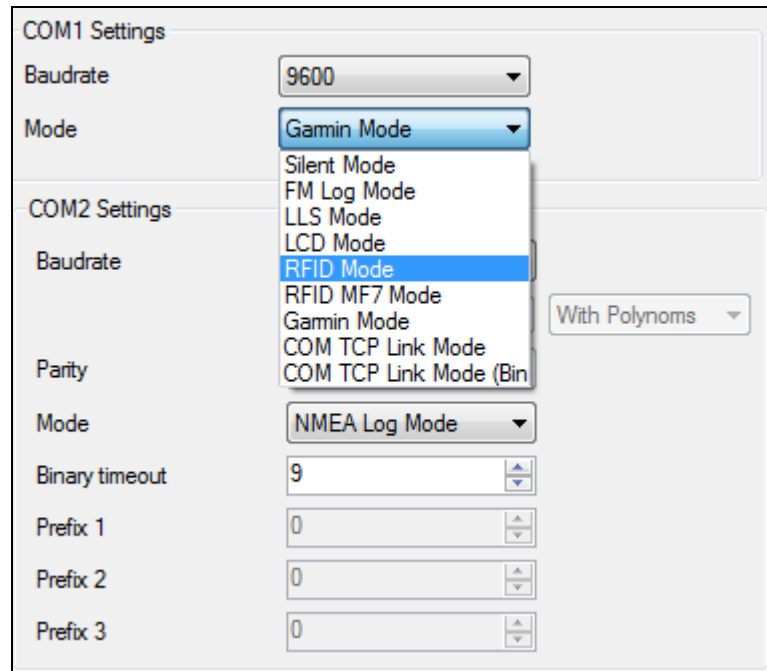 COM1 Settings
Baudrate 9600
Mode Garmin Mode
Silent Mode
FM Log Mode
LLS Mode
LCD Mode
RFID Mode
RFID MF7 Mode
Garmin Mode
COM TCP Link Mode
COM TCP Link Mode (Bin
COM2 Settings
Baudrate
With Polynoms
Parity
Mode NMEA Log Mode
Binary timeout 9
Prefix 1 0
Prefix 2 0
Prefix 3 0